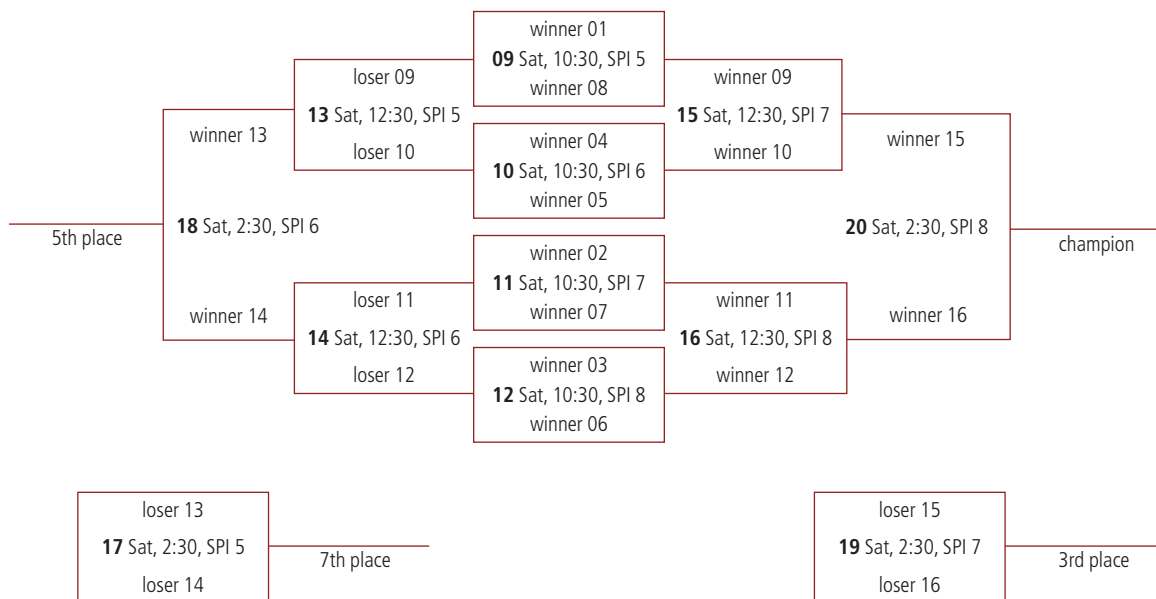 winner 01
09 Sat, 10:30, SPI 5
winner 08
loser 09
13 Sat, 12:30, SPI 5
loser 10
winner 09
15 Sat, 12:30, SPI 7
winner 10
winner 13
winner 04
10 Sat, 10:30, SPI 6
winner 05
winner 15
18 Sat, 2:30, SPI 6
5th place
20 Sat, 2:30, SPI 8
champion
winner 02
11 Sat, 10:30, SPI 7
winner 07
winner 14
loser 11
14 Sat, 12:30, SPI 6
loser 12
winner 11
16 Sat, 12:30, SPI 8
winner 12
winner 16
winner 03
12 Sat, 10:30, SPI 8
winner 06
loser 13
17 Sat, 2:30, SPI 5
loser 14
7th place
loser 15
19 Sat, 2:30, SPI 7
loser 16
3rd place